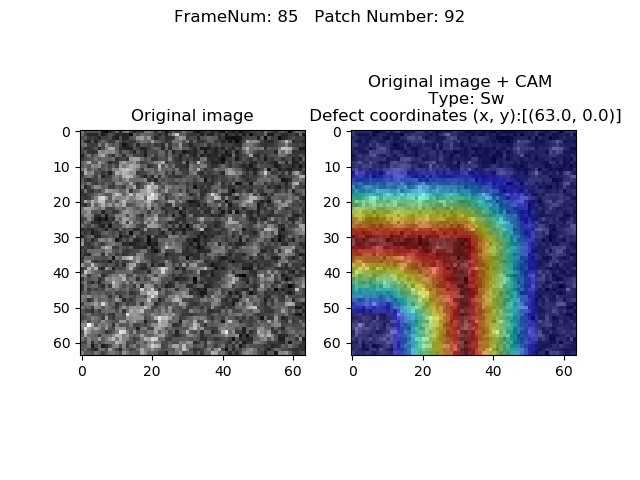 FrameNum: 85   Patch Number: 92
Original image
0
10
20
30
40
50
60
0 20 40 60
Original image + CAM
Type: Sw
Defect coordinates (x, y):[(63.0, 0.0)]
0
10
20
30
40
50
60
0 20 40 60